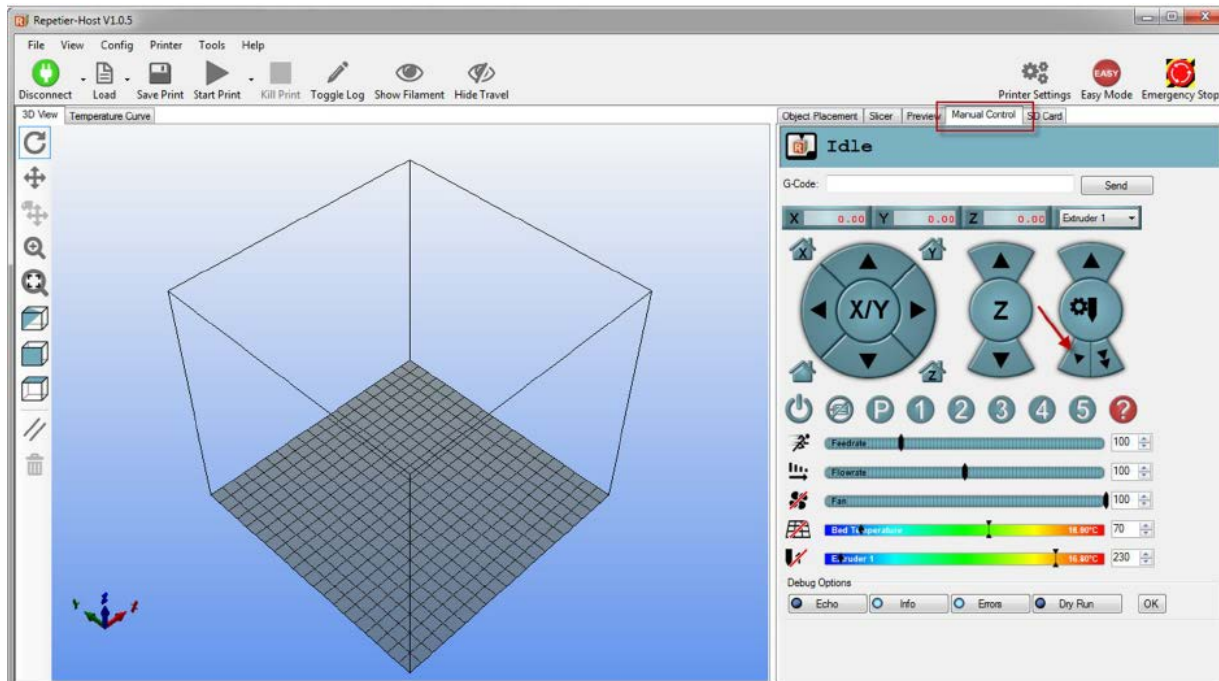 Repetier-Host V1.0.5
File View Config Printer Tools Help
Disconnect Load Save Print Start Print Kill Print Toggle Log Show Filament Hide Travel Printer Settings EASY Easy Mode Emergency Stop
3D View Temperature Curve
Object Placement Slicer Preview Manual Control SD Card
Idle
G-Code: Send
X 0.00 Y 0.00 Z 0.00 Extruder 1
X Y
X/Y Z
Z
P 1 2 3 4 5 ?
Feedrate 100
Flowrate 100
Fan 100
Bed Temperature 16.90°C 70
Extruder 1 16.90°C 230
Debug Options
Echo Info Errors Dry Run OK
Y Z X